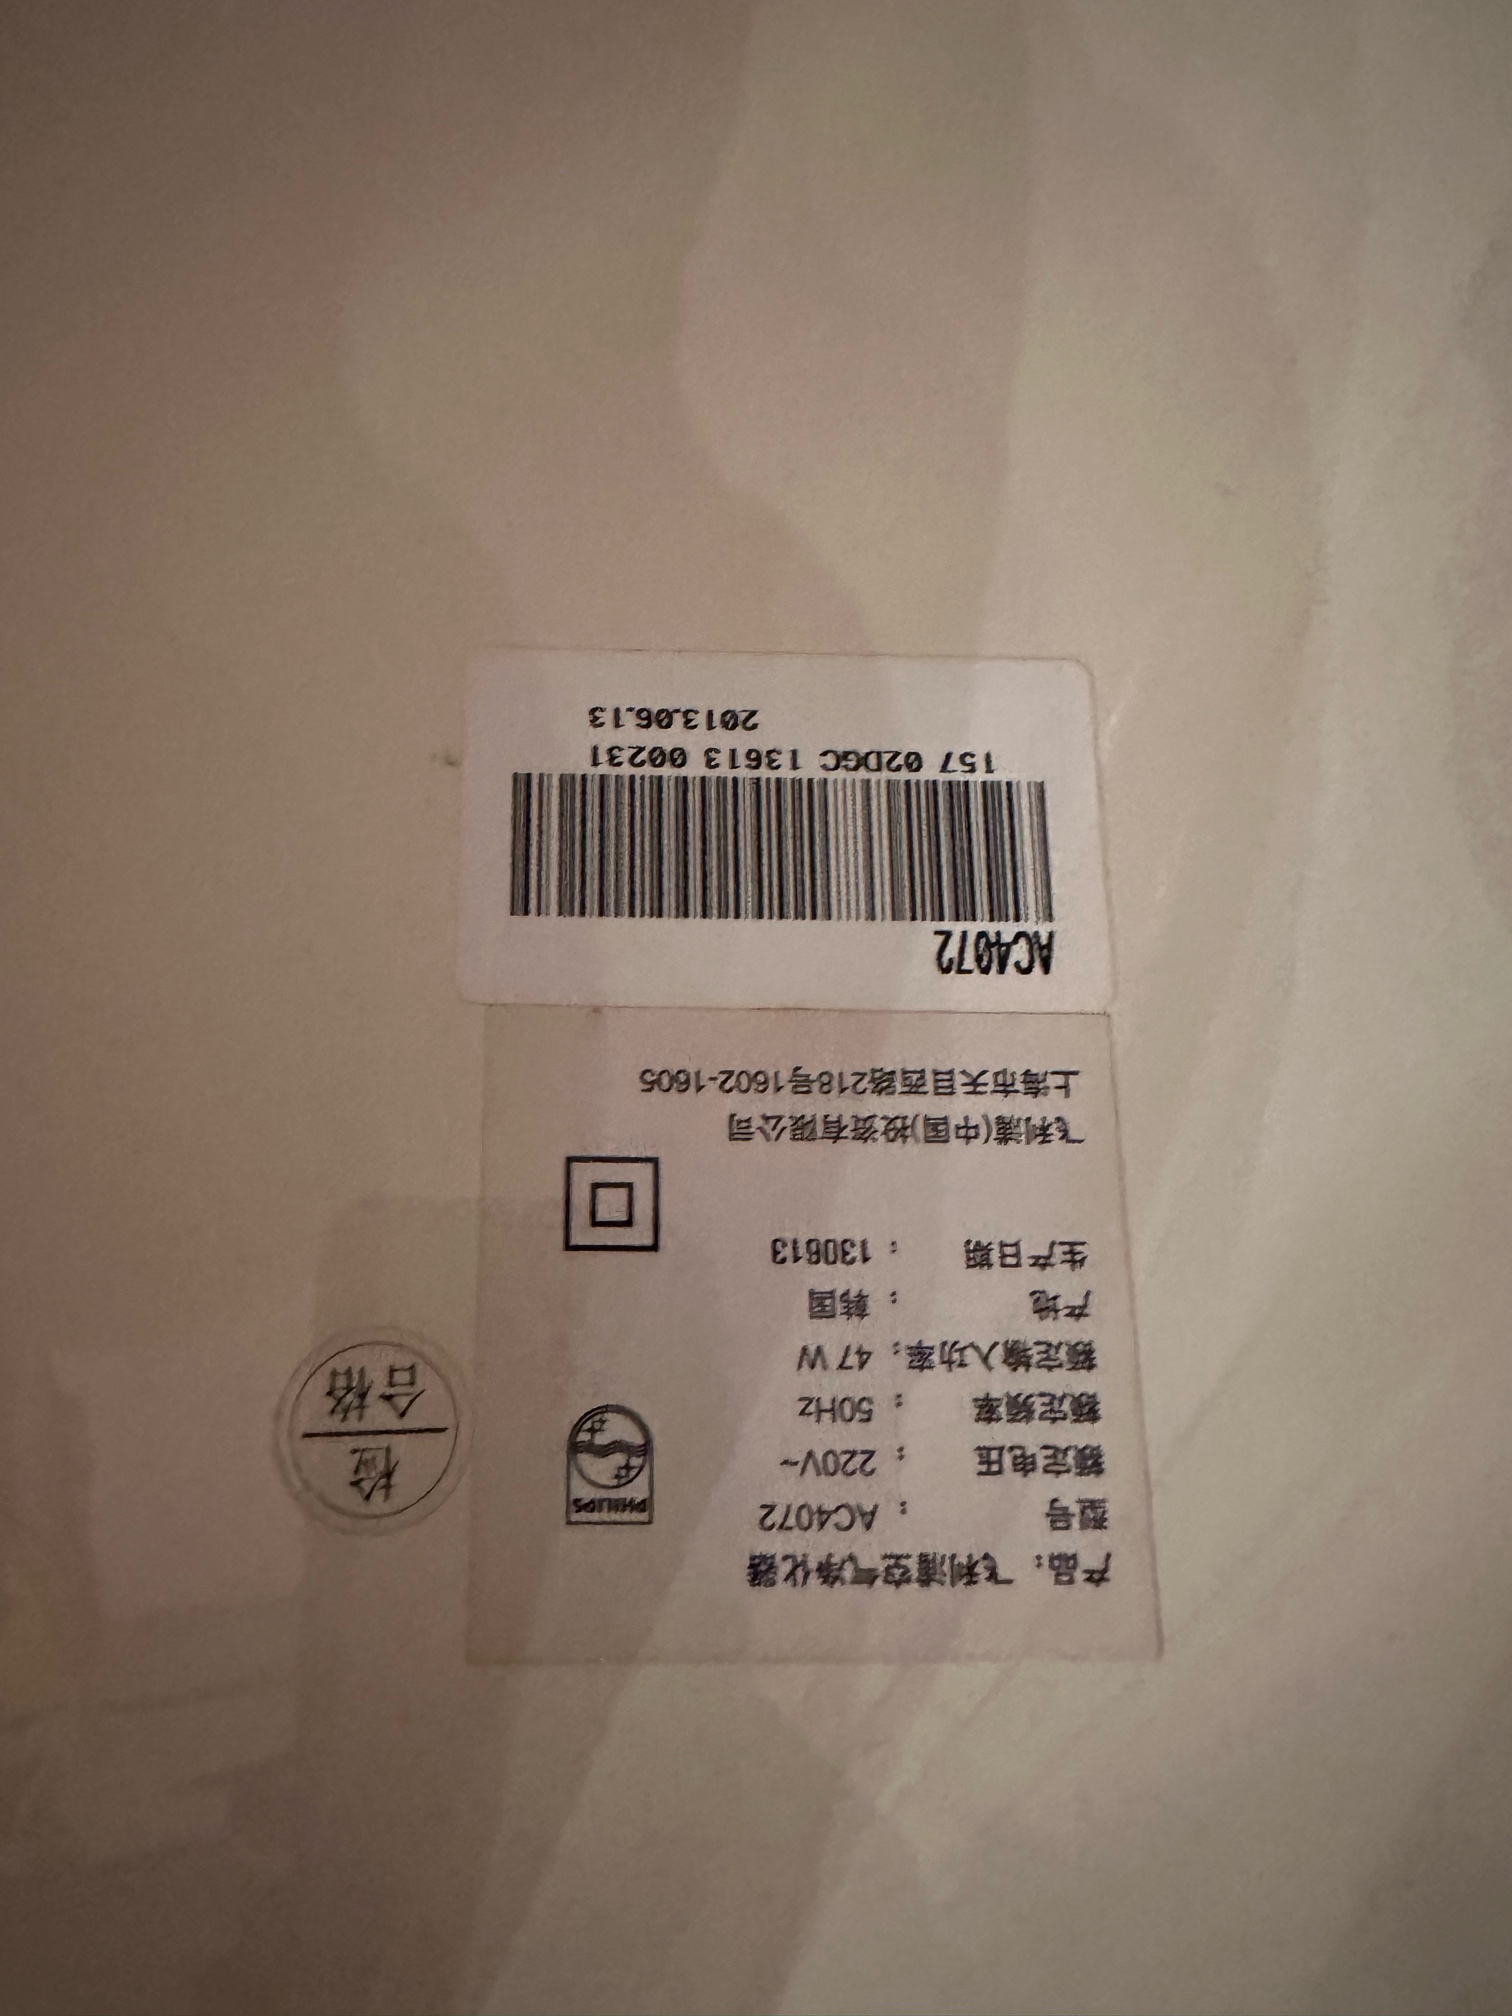 产品：飞利浦空气净化器
型号：AC4072
额定电压：220V~
额定频率：50Hz
额定输入功率：47W
产地：韩国
生产日期：130613
飞利浦(中国)投资有限公司
上海市天目西路218号1602-1605
PHILIPS
检
合格
AC4072
157 02DGC 13613 00231
2013.06.13